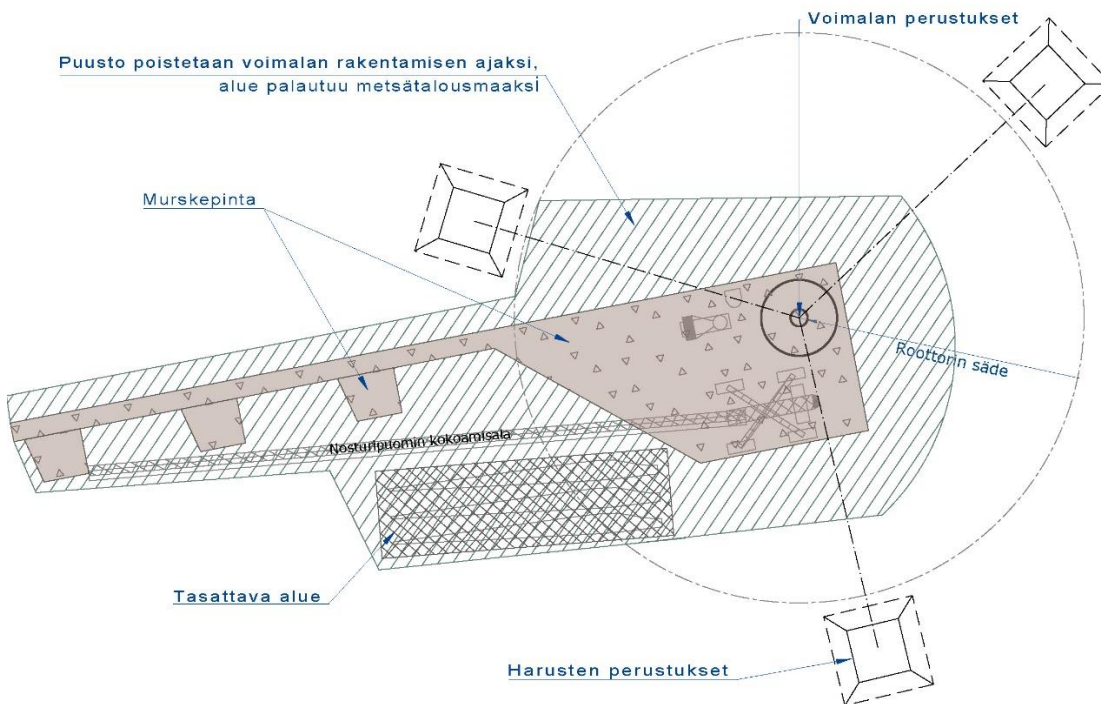 Voimalan perustukset
Puusto poistetaan voimalan rakentamisen ajaksi,
alue palautuu metsätalousmaaksi
Murskepinta
Roottorin säde
Nosturipuomin kokoamisala
Tasattava alue
Harusten perustukset